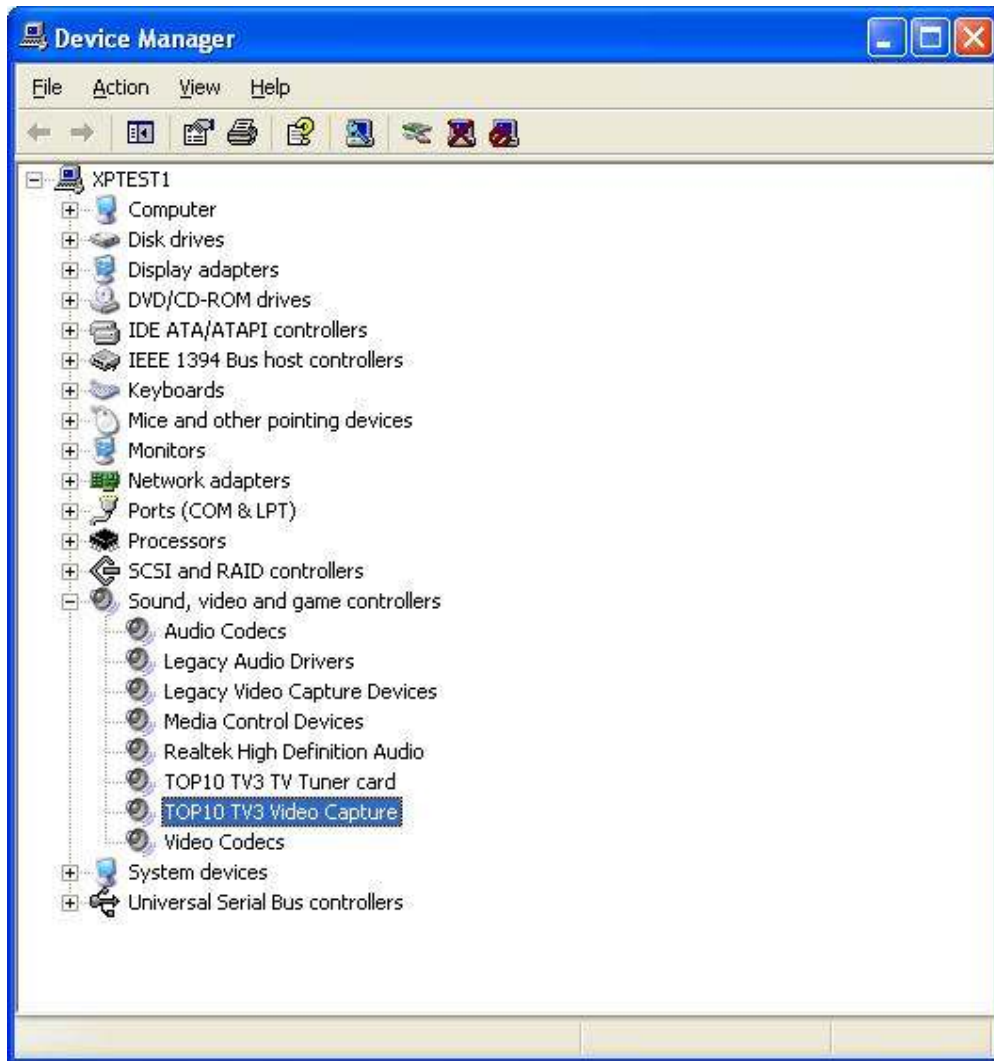 Device Manager
File Action View Help
XPTEST1
Computer
Disk drives
Display adapters
DVD/CD-ROM drives
IDE ATA/ATAPI controllers
IEEE 1394 Bus host controllers
Keyboards
Mice and other pointing devices
Monitors
Network adapters
Ports (COM & LPT)
Processors
SCSI and RAID controllers
Sound, video and game controllers
Audio Codecs
Legacy Audio Drivers
Legacy Video Capture Devices
Media Control Devices
Realtek High Definition Audio
TOP10 TV3 TV Tuner card
TOP10 TV3 Video Capture
Video Codecs
System devices
Universal Serial Bus controllers